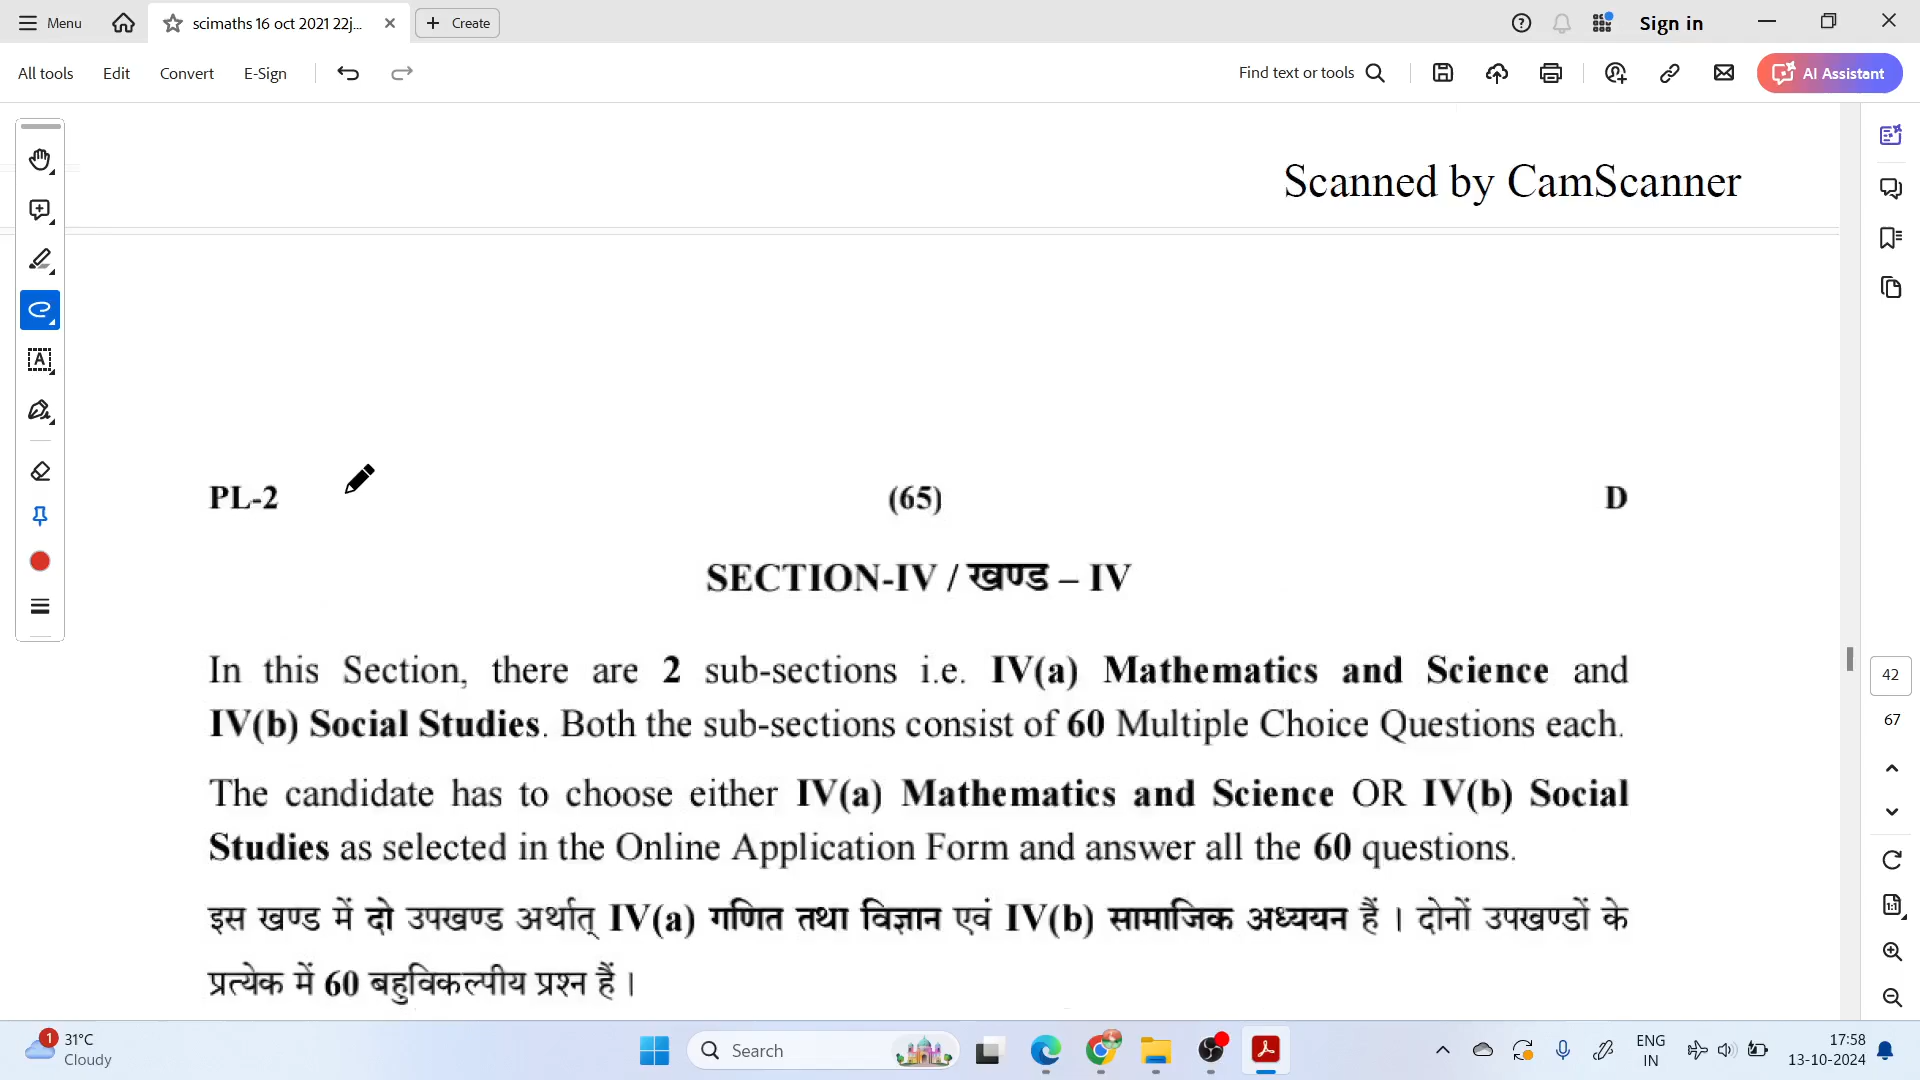 Menu
scimaths 16 oct 2021 22j...
Create
Sign in
All tools
Edit
Convert
E-Sign
Find text or tools
AI Assistant
Scanned by CamScanner
PL-2 (65) D
SECTION-IV / खण्ड – IV
In this Section, there are 2 sub-sections i.e. IV(a) Mathematics and Science and
IV(b) Social Studies. Both the sub-sections consist of 60 Multiple Choice Questions each.
The candidate has to choose either IV(a) Mathematics and Science OR IV(b) Social
Studies as selected in the Online Application Form and answer all the 60 questions.
इस खण्ड में दो उपखण्ड अर्थात् IV(a) गणित तथा विज्ञान एवं IV(b) सामाजिक अध्ययन हैं । दोनों उपखण्डों के
प्रत्येक में 60 बहुविकल्पीय प्रश्न हैं ।
42
67
1
31°C
Cloudy
Search
ENG
IN
17:58
13-10-2024